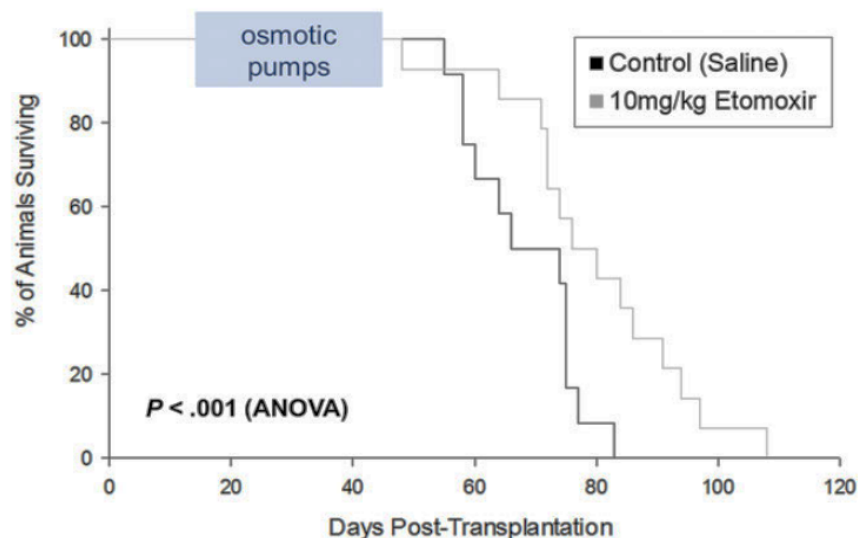 osmotic
pumps
Control (Saline)
10mg/kg Etomoxir
% of Animals Surviving
100
80
60
40
20
0
P < .001 (ANOVA)
0 20 40 60 80 100 120
Days Post-Transplantation